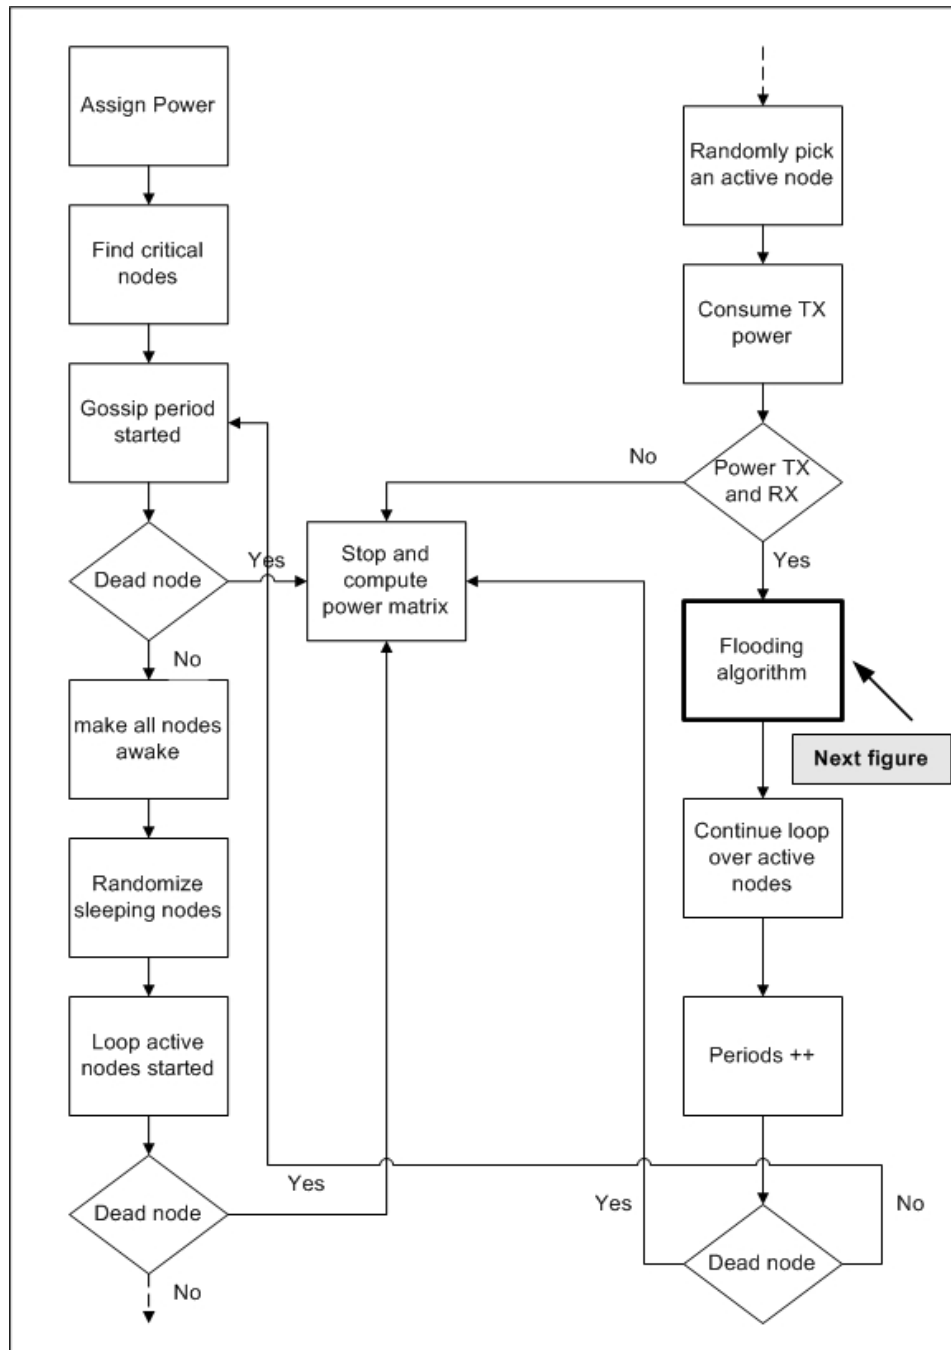 Assign Power
Find critical
nodes
Gossip period
started
Dead node
Yes
No
make all nodes
awake
Randomize
sleeping nodes
Loop active
nodes started
Dead node
Yes
No
Stop and
compute
power matrix
Randomly pick
an active node
Consume TX
power
Power TX
and RX
No
Yes
Flooding
algorithm
Next figure
Continue loop
over active
nodes
Periods ++
Dead node
Yes
No